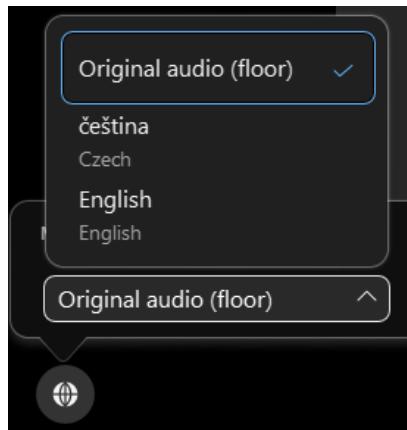 Original audio (floor)
čeština
Czech
English
English
Original audio (floor)